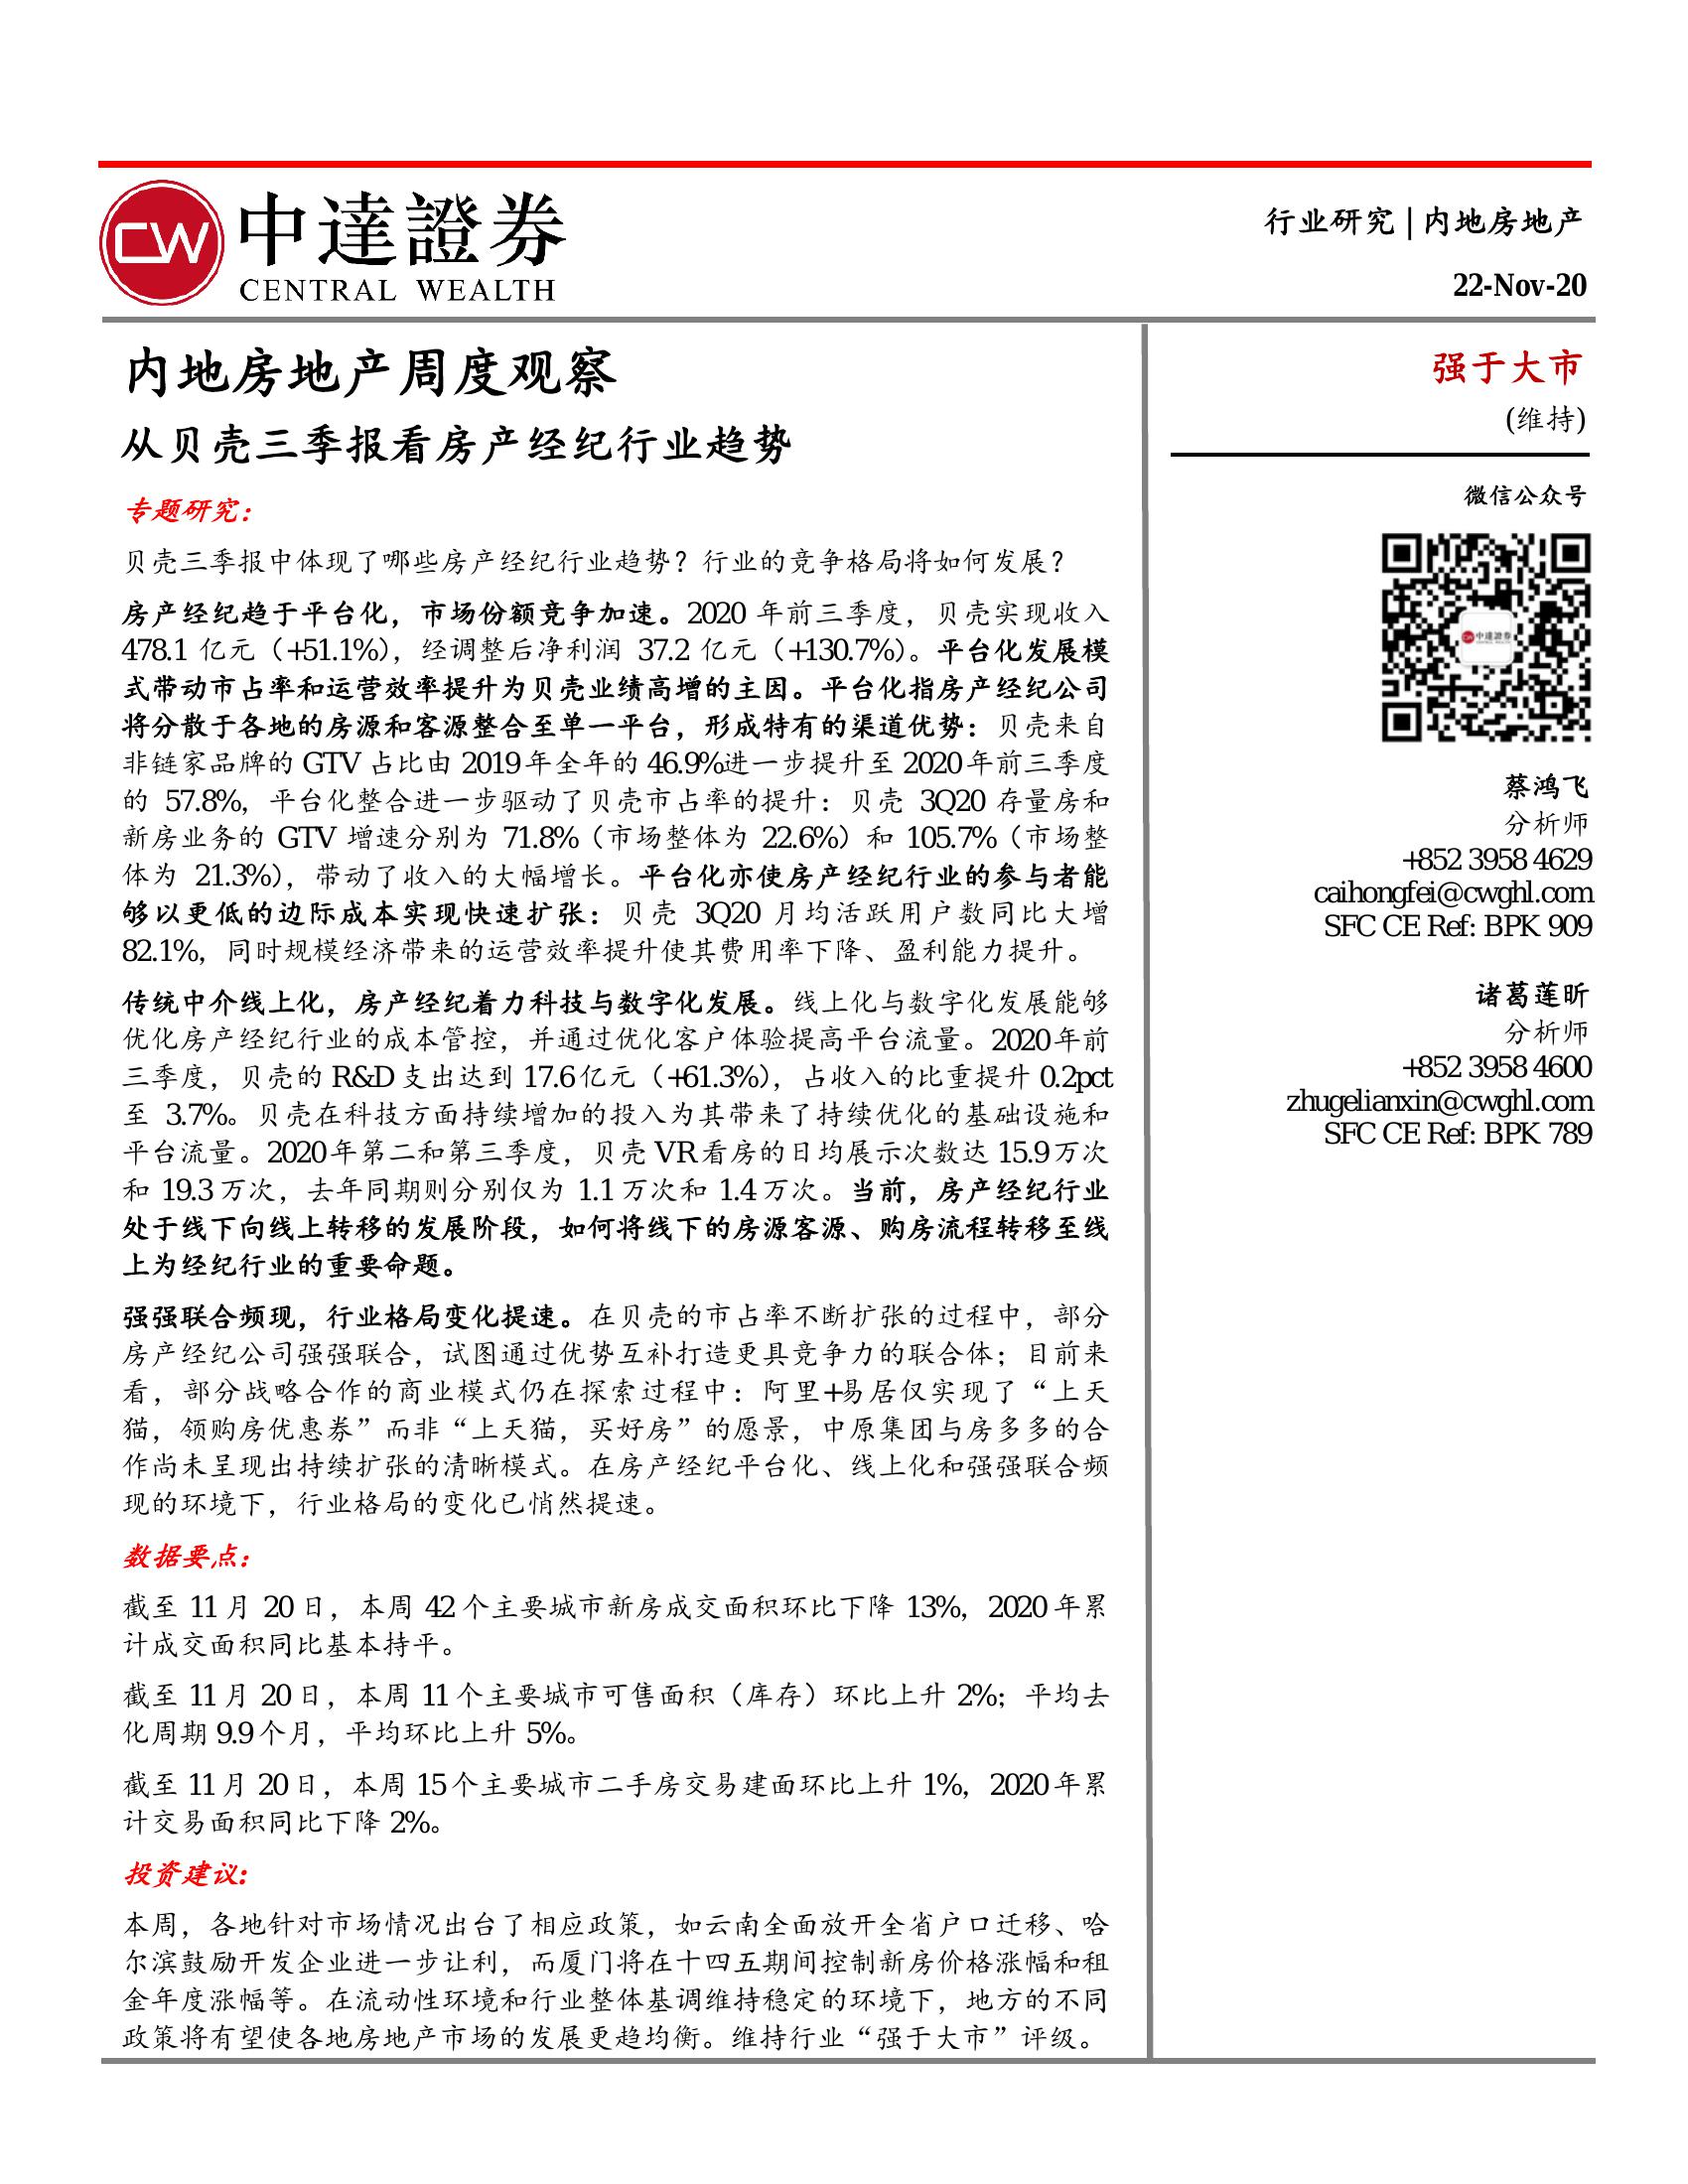 CW 中達證券
CENTRAL WEALTH
行业研究|内地房地产
22-Nov-20
内地房地产周度观察
从贝壳三季报看房产经纪行业趋势
专题研究：
贝壳三季报中体现了哪些房产经纪行业趋势？行业的竞争格局将如何发展？
房产经纪趋于平台化，市场份额竞争加速。2020 年前三季度，贝壳实现收入
478.1 亿元（+51.1%），经调整后净利润 37.2 亿元（+130.7%）。平台化发展模
式带动市占率和运营效率提升为贝壳业绩高增的主因。平台化指房产经纪公司
将分散于各地的房源和客源整合至单一平台，形成特有的渠道优势：贝壳来自
非链家品牌的 GTV 占比由 2019 年全年的 46.9%进一步提升至 2020 年前三季度
的 57.8%，平台化整合进一步驱动了贝壳市占率的提升：贝壳 3Q20 存量房和
新房业务的 GTV 增速分别为 71.8%（市场整体为 22.6%）和 105.7%（市场整
体为 21.3%），带动了收入的大幅增长。平台化亦使房产经纪行业的参与者能
够以更低的边际成本实现快速扩张：贝壳 3Q20 月均活跃用户数同比大增
82.1%，同时规模经济带来的运营效率提升使其费用率下降、盈利能力提升。
传统中介线上化，房产经纪着力科技与数字化发展。线上化与数字化发展能够
优化房产经纪行业的成本管控，并通过优化客户体验提高平台流量。2020 年前
三季度，贝壳的 R&D 支出达到 17.6 亿元（+61.3%），占收入的比重提升 0.2pct
至 3.7%。贝壳在科技方面持续增加的投入为其带来了持续优化的基础设施和
平台流量。2020 年第二和第三季度，贝壳 VR 看房的日均展示次数达 15.9 万次
和 19.3 万次，去年同期则分别仅为 1.1 万次和 1.4 万次。当前，房产经纪行业
处于线下向线上转移的发展阶段，如何将线下的房源客源、购房流程转移至线
上为经纪行业的重要命题。
强强联合频现，行业格局变化提速。在贝壳的市占率不断扩张的过程中，部分
房产经纪公司强强联合，试图通过优势互补打造更具竞争力的联合体；目前来
看，部分战略合作的商业模式仍在探索过程中：阿里+易居仅实现了“上天
猫，领购房优惠券”而非“上天猫，买好房”的愿景，中原集团与房多多的合
作尚未呈现出持续扩张的清晰模式。在房产经纪平台化、线上化和强强联合频
现的环境下，行业格局的变化已悄然提速。
数据要点：
截至 11 月 20 日，本周 42 个主要城市新房成交面积环比下降 13%，2020 年累
计成交面积同比基本持平。
截至 11 月 20 日，本周 11 个主要城市可售面积（库存）环比上升 2%；平均去
化周期 9.9 个月，平均环比上升 5%。
截至 11 月 20 日，本周 15 个主要城市二手房交易建面环比上升 1%，2020 年累
计交易面积同比下降 2%。
投资建议：
本周，各地针对市场情况出台了相应政策，如云南全面放开全省户口迁移、哈
尔滨鼓励开发企业进一步让利，而厦门将在十四五期间控制新房价格涨幅和租
金年度涨幅等。在流动性环境和行业整体基调维持稳定的环境下，地方的不同
政策将有望使各地房地产市场的发展更趋均衡。维持行业“强于大市”评级。
强于大市
(维持)
微信公众号
中達證券
CENTRAL WEALTH
蔡鸿飞
分析师
+852 3958 4629
caihongfei@cwghl.com
SFC CE Ref: BPK 909
诸葛莲昕
分析师
+852 3958 4600
zhugelianxin@cwghl.com
SFC CE Ref: BPK 789